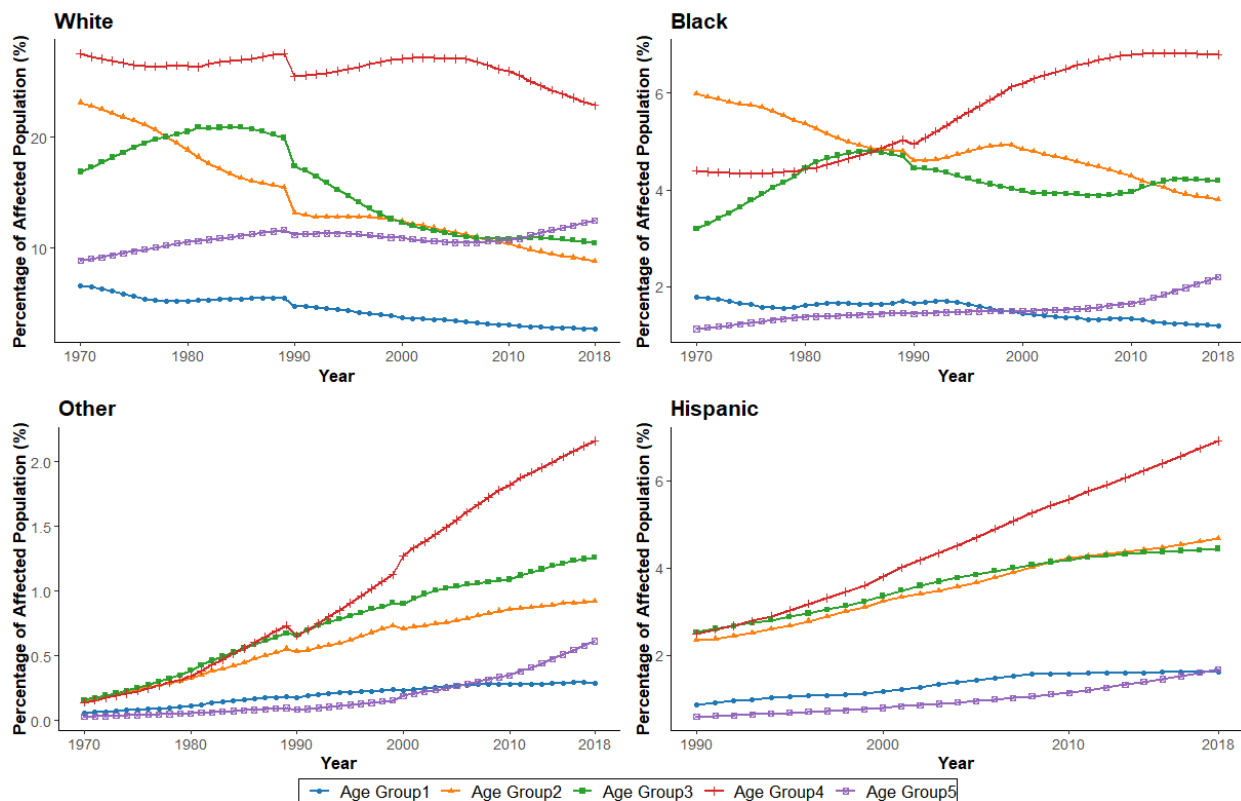 White
Percentage of Affected Population (%)
20
10
1970 1980 1990 2000 2010 2018
Year
Black
Percentage of Affected Population (%)
6
4
2
1970 1980 1990 2000 2010 2018
Year
Other
Percentage of Affected Population (%)
2.0
1.5
1.0
0.5
0.0
1970 1980 1990 2000 2010 2018
Year
Hispanic
Percentage of Affected Population (%)
6
4
2
1990 2000 2010 2018
Year
Age Group1 Age Group2 Age Group3 Age Group4 Age Group5